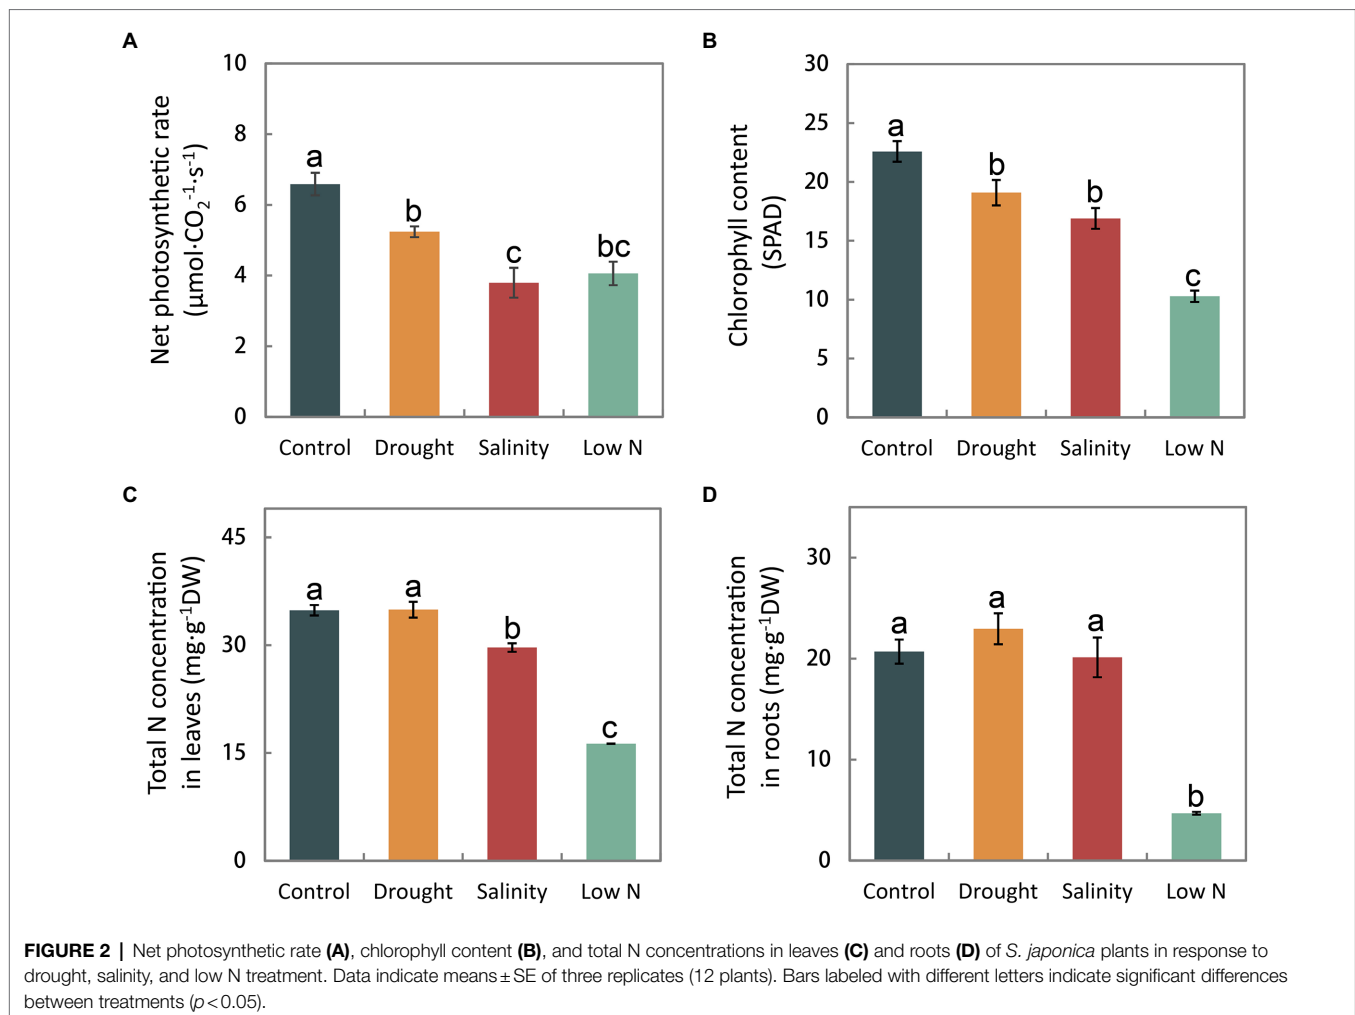 A
10
8
6
4
2
0
Net photosynthetic rate
(µmol·CO₂⁻¹·s⁻¹)
a
b
c
bc
Control Drought Salinity Low N
B
30
25
20
15
10
5
0
Chlorophyll content
(SPAD)
a
b
b
c
Control Drought Salinity Low N
C
45
30
15
0
Total N concentration
in leaves (mg·g⁻¹DW)
a
a
b
c
Control Drought Salinity Low N
D
30
20
10
0
Total N concentration
in roots (mg·g⁻¹DW)
a
a
a
b
Control Drought Salinity Low N
FIGURE 2 | Net photosynthetic rate (A), chlorophyll content (B), and total N concentrations in leaves (C) and roots (D) of S. japonica plants in response to
drought, salinity, and low N treatment. Data indicate means ± SE of three replicates (12 plants). Bars labeled with different letters indicate significant differences
between treatments (p < 0.05).